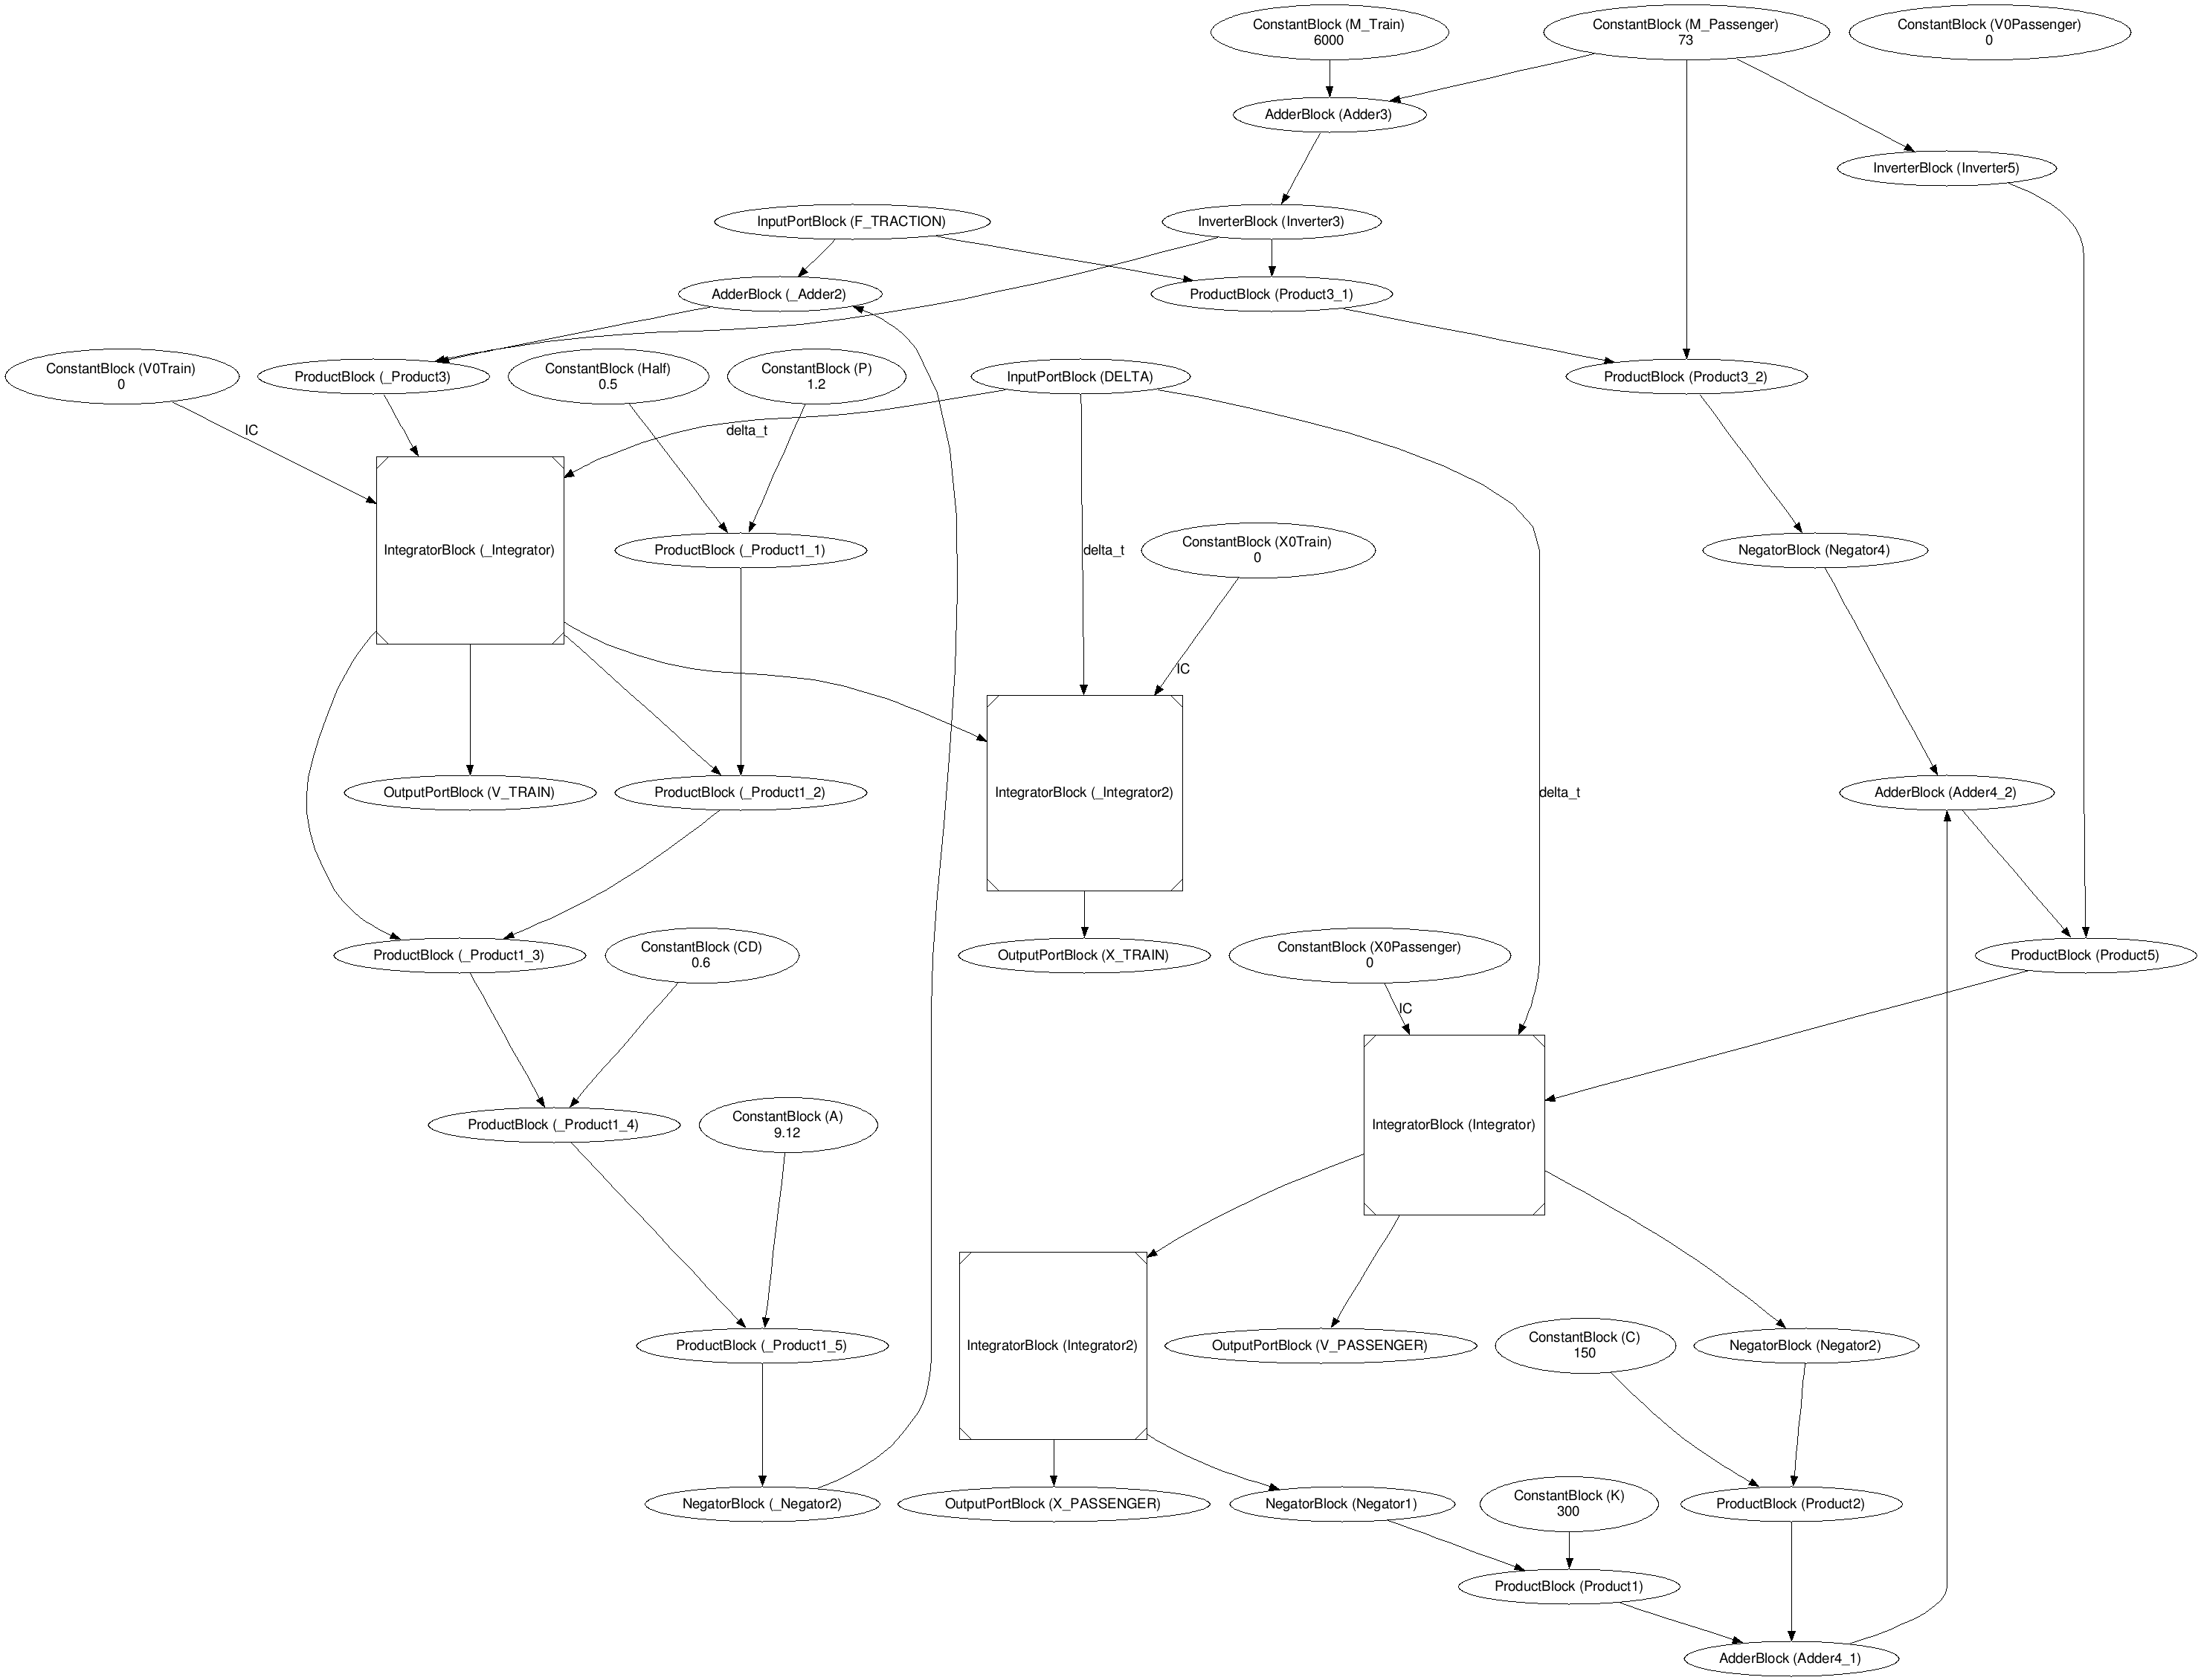 ConstantBlock (M_Train)
6000
ConstantBlock (M_Passenger)
73
ConstantBlock (V0Passenger)
0
AdderBlock (Adder3)
InverterBlock (Inverter5)
InputPortBlock (F_TRACTION)
InverterBlock (Inverter3)
AdderBlock (_Adder2)
ProductBlock (Product3_1)
ConstantBlock (V0Train)
0
ProductBlock (_Product3)
ConstantBlock (Half)
0.5
ConstantBlock (P)
1.2
InputPortBlock (DELTA)
ProductBlock (Product3_2)
IC
delta_t
IntegratorBlock (_Integrator)
ProductBlock (_Product1_1)
delta_t
ConstantBlock (X0Train)
0
NegatorBlock (Negator4)
IC
OutputPortBlock (V_TRAIN)
ProductBlock (_Product1_2)
IntegratorBlock (_Integrator2)
delta_t
AdderBlock (Adder4_2)
ProductBlock (_Product1_3)
ConstantBlock (CD)
0.6
OutputPortBlock (X_TRAIN)
ConstantBlock (X0Passenger)
0
ProductBlock (Product5)
IC
ProductBlock (_Product1_4)
ConstantBlock (A)
9.12
IntegratorBlock (Integrator)
ProductBlock (_Product1_5)
IntegratorBlock (Integrator2)
OutputPortBlock (V_PASSENGER)
ConstantBlock (C)
150
NegatorBlock (Negator2)
NegatorBlock (_Negator2)
OutputPortBlock (X_PASSENGER)
NegatorBlock (Negator1)
ConstantBlock (K)
300
ProductBlock (Product2)
ProductBlock (Product1)
AdderBlock (Adder4_1)